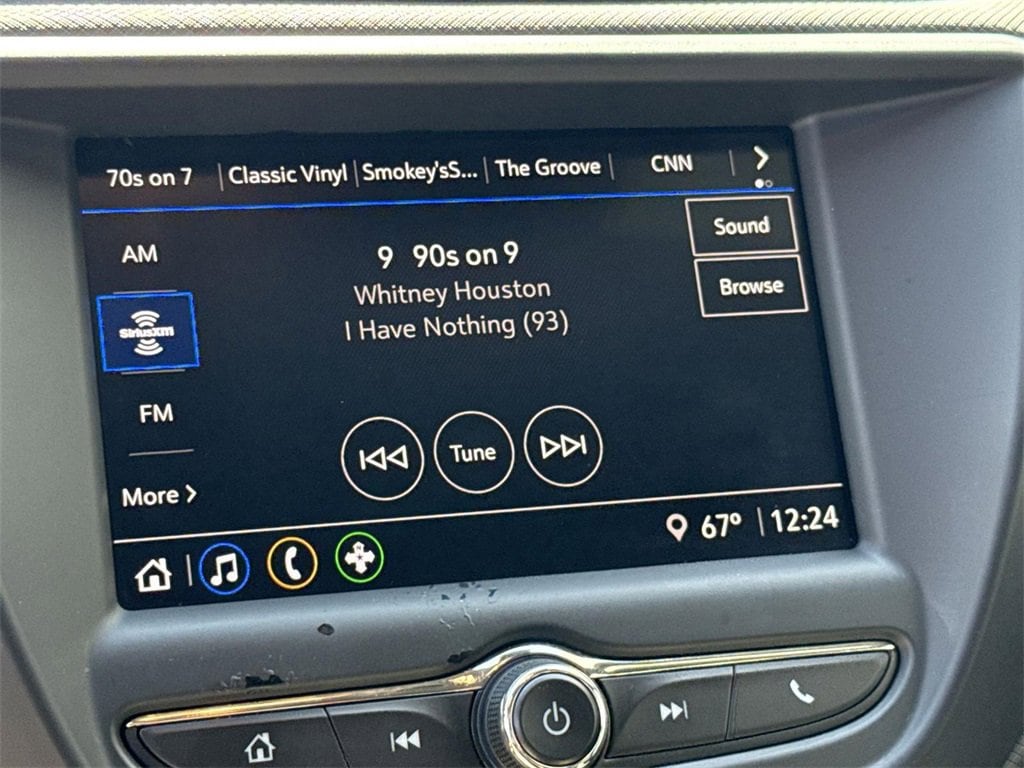 70s on 7 Classic Vinyl Smokey'sS... The Groove CNN
AM
SiriusXM
FM
More
9 90s on 9
Whitney Houston
I Have Nothing (93)
Sound
Browse
Tune
67° 12:24